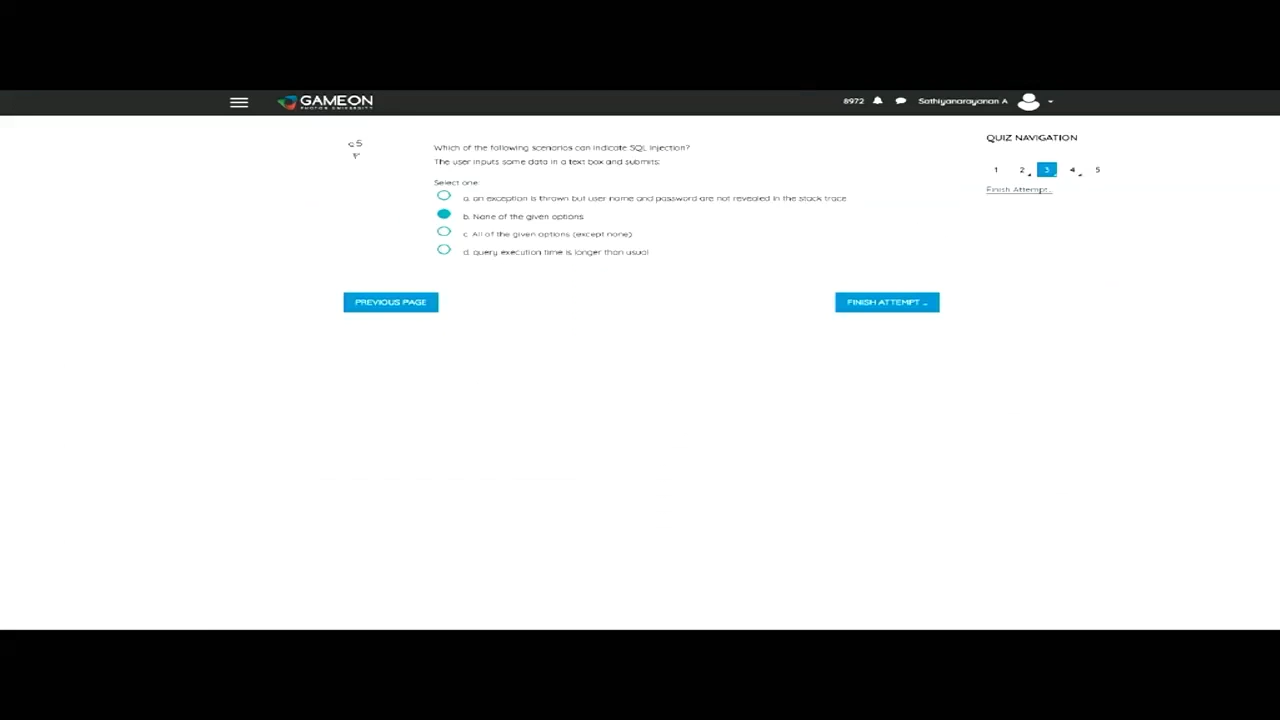 GAMEON
PHOTON UNIVERSITY
8972
Sathiyanarayanan A
QUIZ NAVIGATION
1 2 3 4 5
Finish Attempt...
Which of the following scenarios can indicate SQL Injection?
The user inputs some data in a text box and submits:
Select one:
a. an exception is thrown but user name and password are not revealed in the stack trace
b. None of the given options
c. All of the given options (except none)
d. query execution time is longer than usual
PREVIOUS PAGE
FINISH ATTEMPT ...